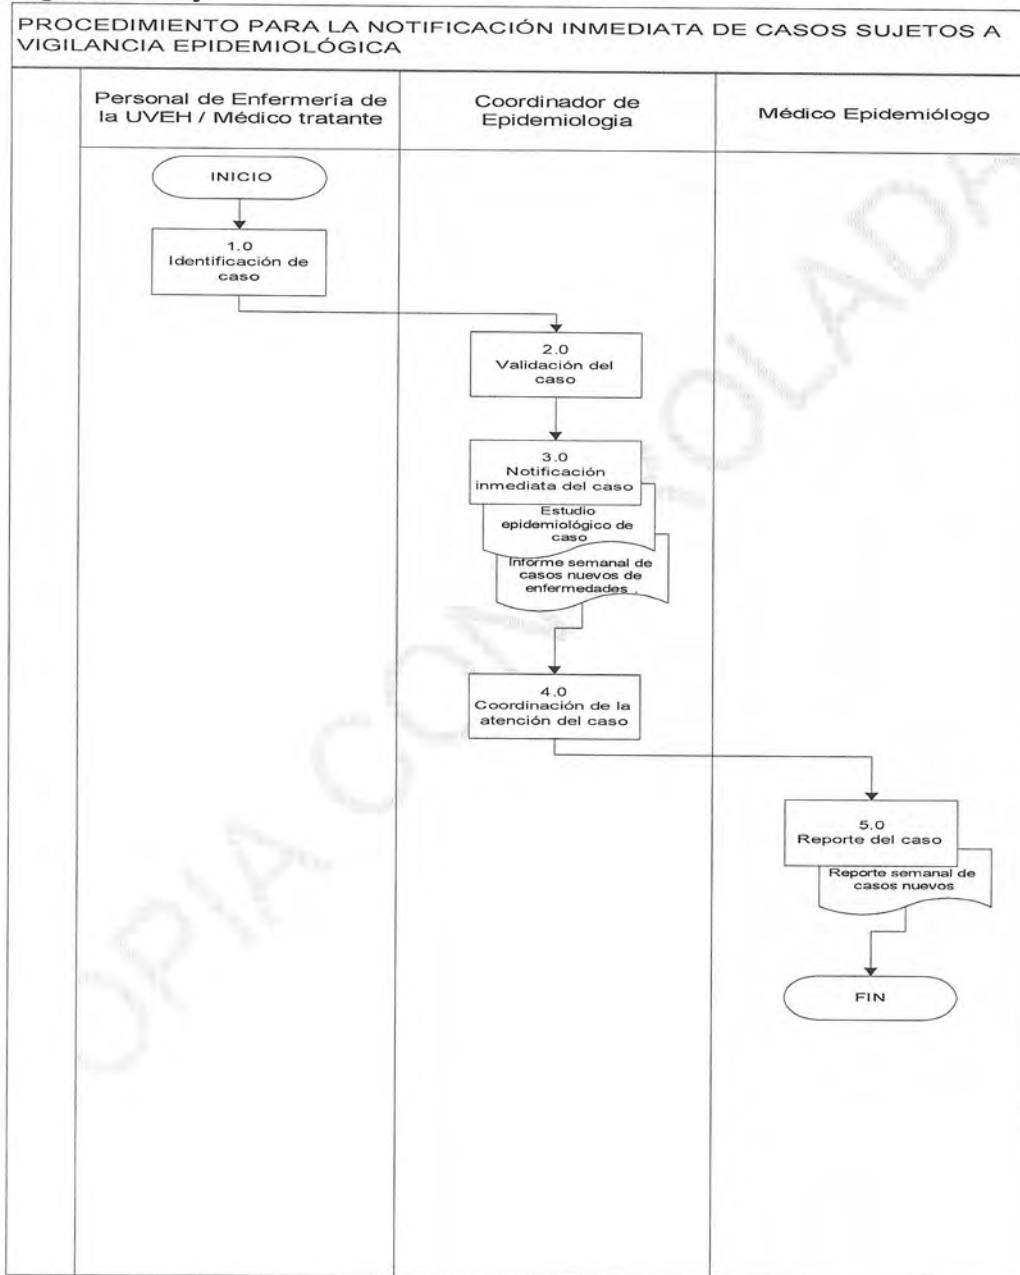 PROCEDIMIENTO PARA LA NOTIFICACIÓN INMEDIATA DE CASOS SUJETOS A
VIGILANCIA EPIDEMIOLÓGICA
Personal de Enfermería de
la UVEH / Médico tratante
Coordinador de
Epidemiologia
Médico Epidemiólogo
INICIO
1.0
Identificación de
caso
2.0
Validación del
caso
3.0
Notificación
inmediata del caso
Estudio
epidemiológico de
caso
Informe semanal de
casos nuevos de
enfermedades .
4.0
Coordinación de la
atención del caso
5.0
Reporte del caso
Reporte semanal de
casos nuevos
FIN